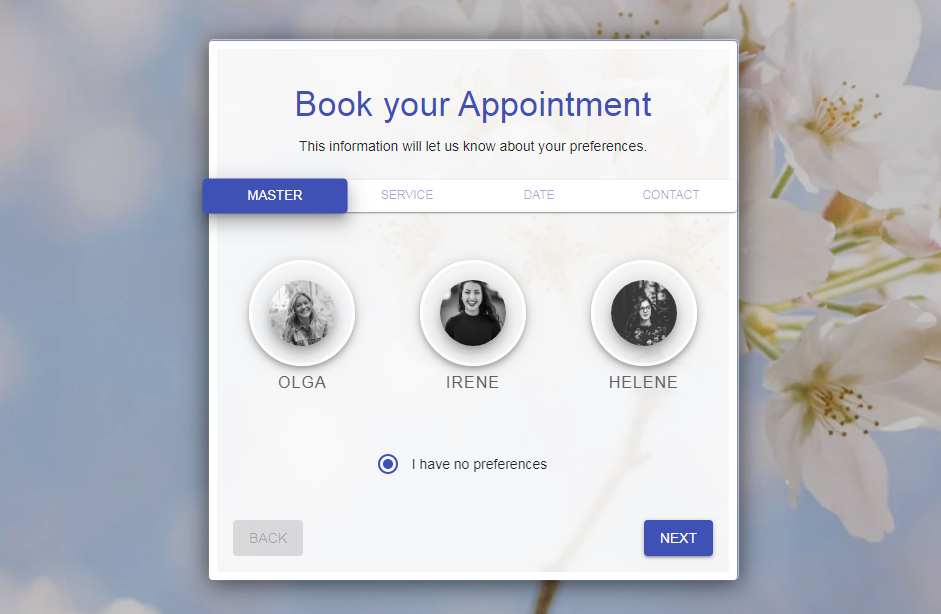 Book your Appointment
This information will let us know about your preferences.
MASTER SERVICE DATE CONTACT
OLGA IRENE HELENE
I have no preferences
BACK NEXT